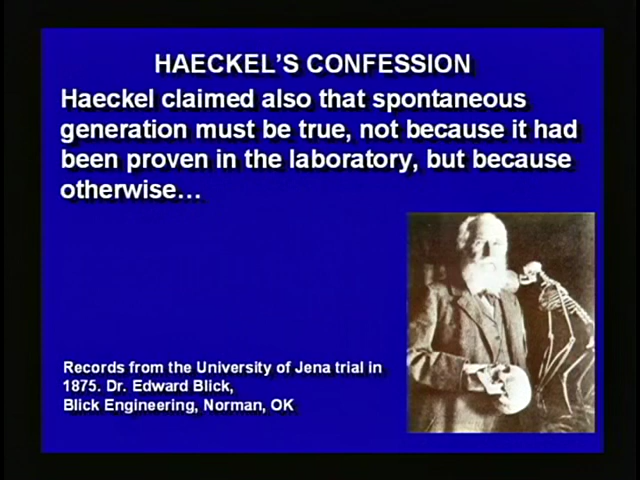 HAECKEL'S CONFESSION
Haeckel claimed also that spontaneous
generation must be true, not because it had
been proven in the laboratory, but because
otherwise…
Records from the University of Jena trial in
1875. Dr. Edward Blick,
Blick Engineering, Norman, OK